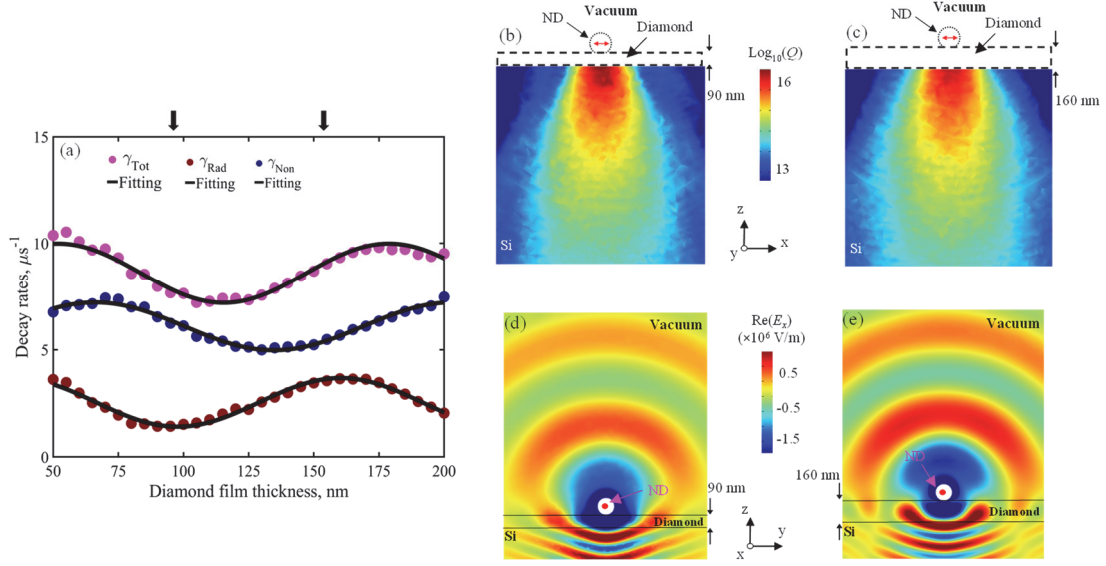 (a)
γTot γRad γNon
Fitting Fitting Fitting
Decay rates, μs⁻¹
15
10
5
0
50 75 100 125 150 175 200
Diamond film thickness, nm
(b)
Vacuum
ND
Diamond
90 nm
Si
Log₁₀(Q)
16
13
z
y x
(c)
Vacuum
ND
Diamond
160 nm
Si
(d)
Vacuum
ND
90 nm
Diamond
Si
Re(Eₓ)
(×10⁶ V/m)
0.5
-0.5
-1.5
z
x y
(e)
Vacuum
ND
160 nm
Diamond
Si